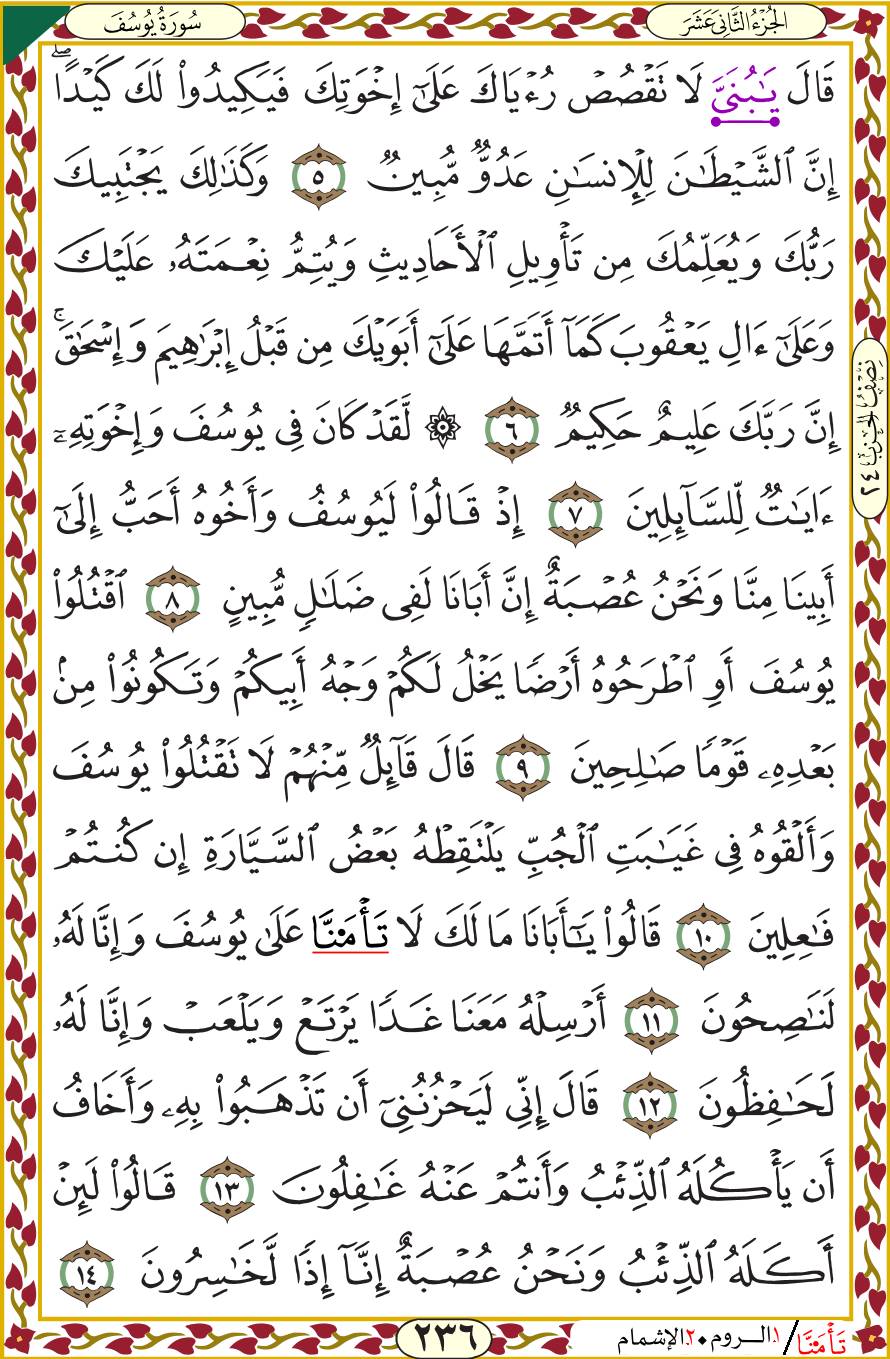 الجُزْءُ الثَّانِى عَشَرَ
سُورَةُ يُوسُفَ
قَالَ يَٰبُنَىَّ لَا تَقْصُصْ رُءْيَاكَ عَلَىٰٓ إِخْوَتِكَ فَيَكِيدُوا۟ لَكَ كَيْدًا ۖ
إِنَّ ٱلشَّيْطَٰنَ لِلْإِنسَٰنِ عَدُوٌّ مُّبِينٌ ٥ وَكَذَٰلِكَ يَجْتَبِيكَ
رَبُّكَ وَيُعَلِّمُكَ مِن تَأْوِيلِ ٱلْأَحَادِيثِ وَيُتِمُّ نِعْمَتَهُۥ عَلَيْكَ
وَعَلَىٰٓ ءَالِ يَعْقُوبَ كَمَآ أَتَمَّهَا عَلَىٰٓ أَبَوَيْكَ مِن قَبْلُ إِبْرَٰهِيمَ وَإِسْحَٰقَ ۚ
إِنَّ رَبَّكَ عَلِيمٌ حَكِيمٌ ٦ ۞ لَّقَدْ كَانَ فِى يُوسُفَ وَإِخْوَتِهِۦٓ
ءَايَٰتٌ لِّلسَّآئِلِينَ ٧ إِذْ قَالُوا۟ لَيُوسُفُ وَأَخُوهُ أَحَبُّ إِلَىٰٓ
أَبِينَا مِنَّا وَنَحْنُ عُصْبَةٌ إِنَّ أَبَانَا لَفِى ضَلَٰلٍ مُّبِينٍ ٨ ٱقْتُلُوا۟
يُوسُفَ أَوِ ٱطْرَحُوهُ أَرْضًا يَخْلُ لَكُمْ وَجْهُ أَبِيكُمْ وَتَكُونُوا۟ مِنۢ
بَعْدِهِۦ قَوْمًا صَٰلِحِينَ ٩ قَالَ قَآئِلٌ مِّنْهُمْ لَا تَقْتُلُوا۟ يُوسُفَ
وَأَلْقُوهُ فِى غَيَٰبَتِ ٱلْجُبِّ يَلْتَقِطْهُ بَعْضُ ٱلسَّيَّارَةِ إِن كُنتُمْ
فَٰعِلِينَ ١٠ قَالُوا۟ يَٰٓأَبَانَا مَا لَكَ لَا تَأْمَ۫نَّا عَلَىٰ يُوسُفَ وَإِنَّا لَهُۥ
لَنَٰصِحُونَ ١١ أَرْسِلْهُ مَعَنَا غَدًا يَرْتَعْ وَيَلْعَبْ وَإِنَّا لَهُۥ
لَحَٰفِظُونَ ١٢ قَالَ إِنِّى لَيَحْزُنُنِىٓ أَن تَذْهَبُوا۟ بِهِۦ وَأَخَافُ
أَن يَأْكُلَهُ ٱلذِّئْبُ وَأَنتُمْ عَنْهُ غَٰفِلُونَ ١٣ قَالُوا۟ لَئِنْ
أَكَلَهُ ٱلذِّئْبُ وَنَحْنُ عُصْبَةٌ إِنَّآ إِذًا لَّخَٰسِرُونَ ١٤
نِصْفُ الْحِزْبِ ٢٤
٢٣٦
تَأْمَ۫نَّا / ١.الـروم ♦ ٢.الإشمام